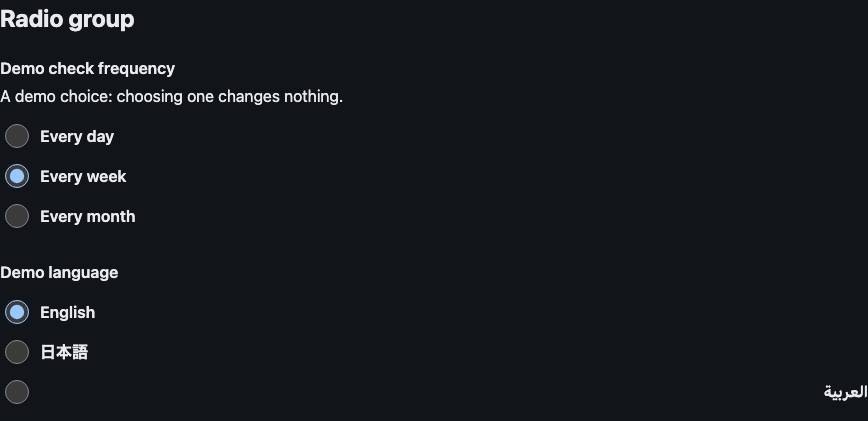 Radio group
Demo check frequency
A demo choice: choosing one changes nothing.
Every day
Every week
Every month
Demo language
English
日本語
العربية